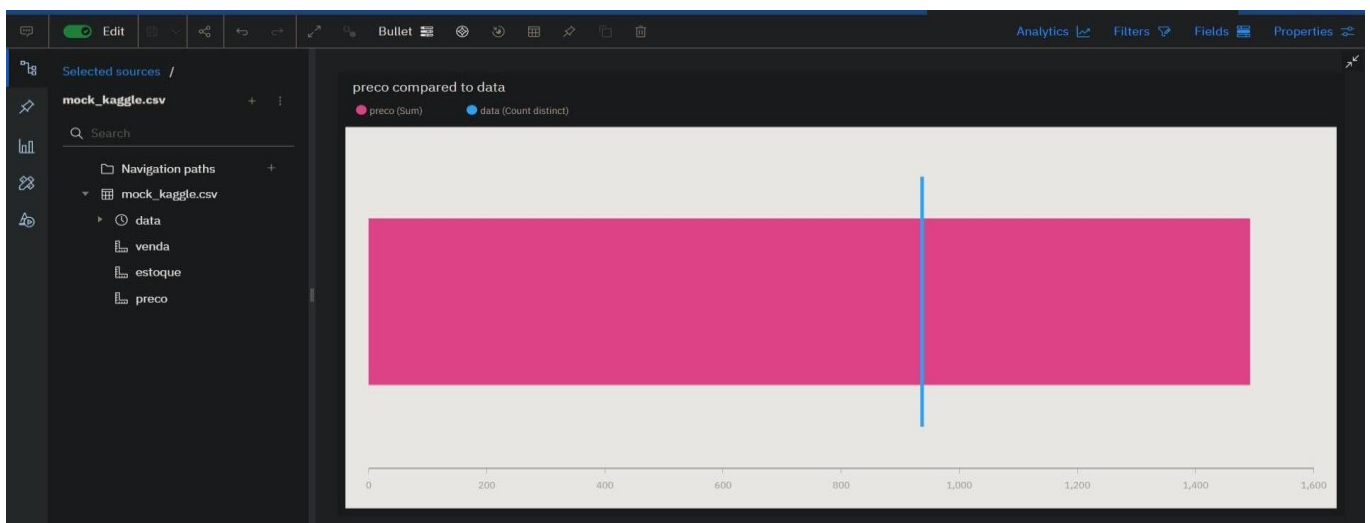 Edit
Bullet
Analytics
Filters
Fields
Properties
Selected sources /
mock_kaggle.csv
Search
Navigation paths
mock_kaggle.csv
data
venda
estoque
preco
preco compared to data
preco (Sum)
data (Count distinct)
0 200 400 600 800 1,000 1,200 1,400 1,600